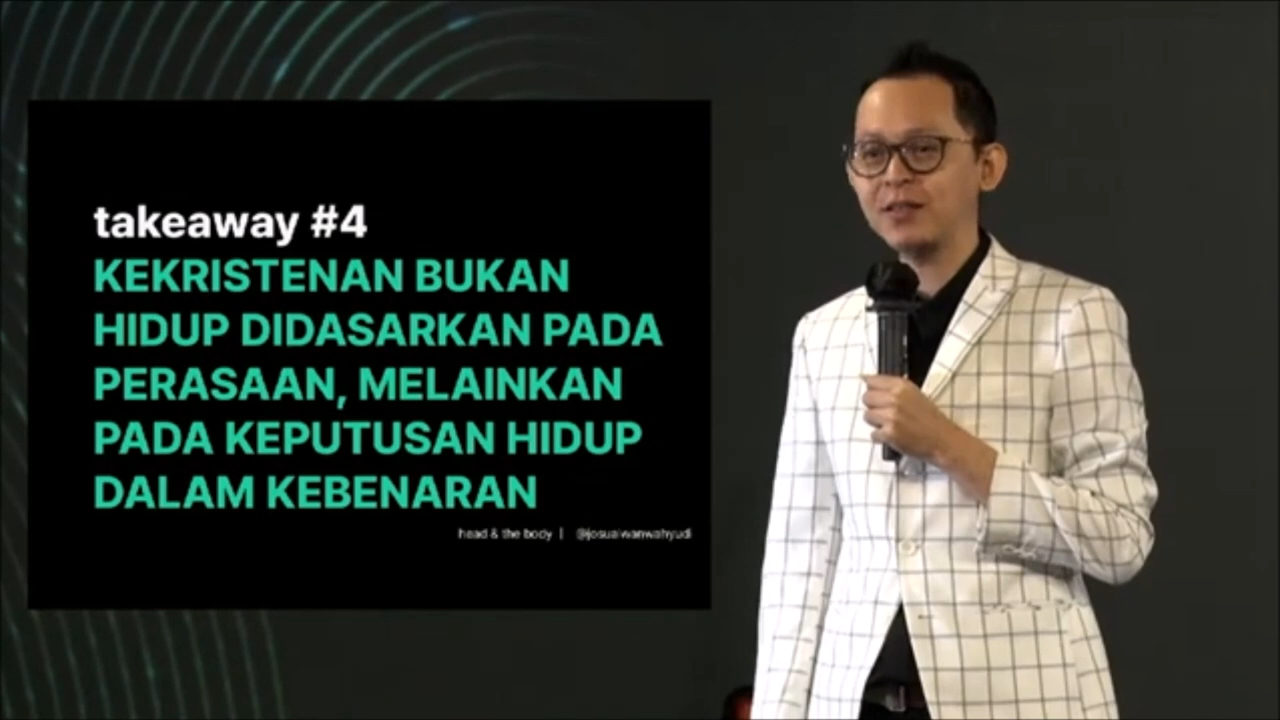 takeaway #4
KEKRISTENAN BUKAN
HIDUP DIDASARKAN PADA
PERASAAN, MELAINKAN
PADA KEPUTUSAN HIDUP
DALAM KEBENARAN
head & the body | @josuaiwanwahyudi